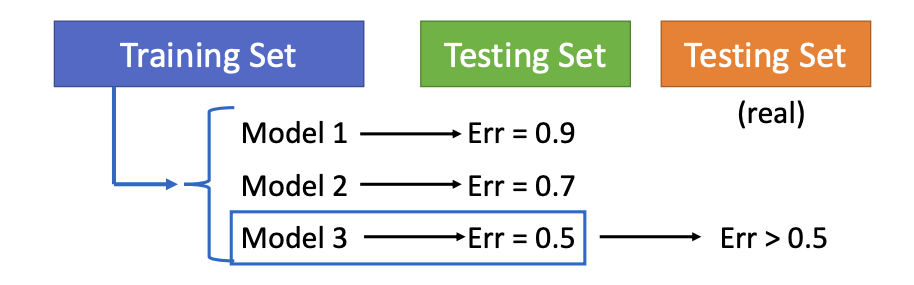 Training Set
Testing Set
Testing Set
(real)
Model 1
Err = 0.9
Model 2
Err = 0.7
Model 3
Err = 0.5
Err > 0.5